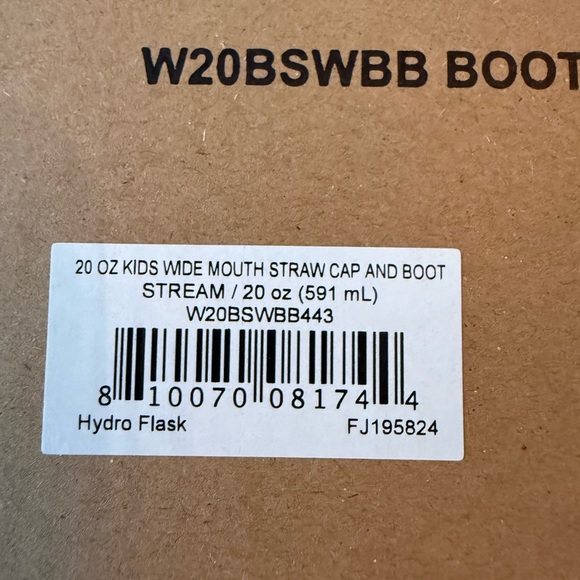 W20BSWBB BOOT
20 OZ KIDS WIDE MOUTH STRAW CAP AND BOOT
STREAM / 20 oz (591 mL)
W20BSWBB443
8 10070 08174 4
Hydro Flask FJ195824